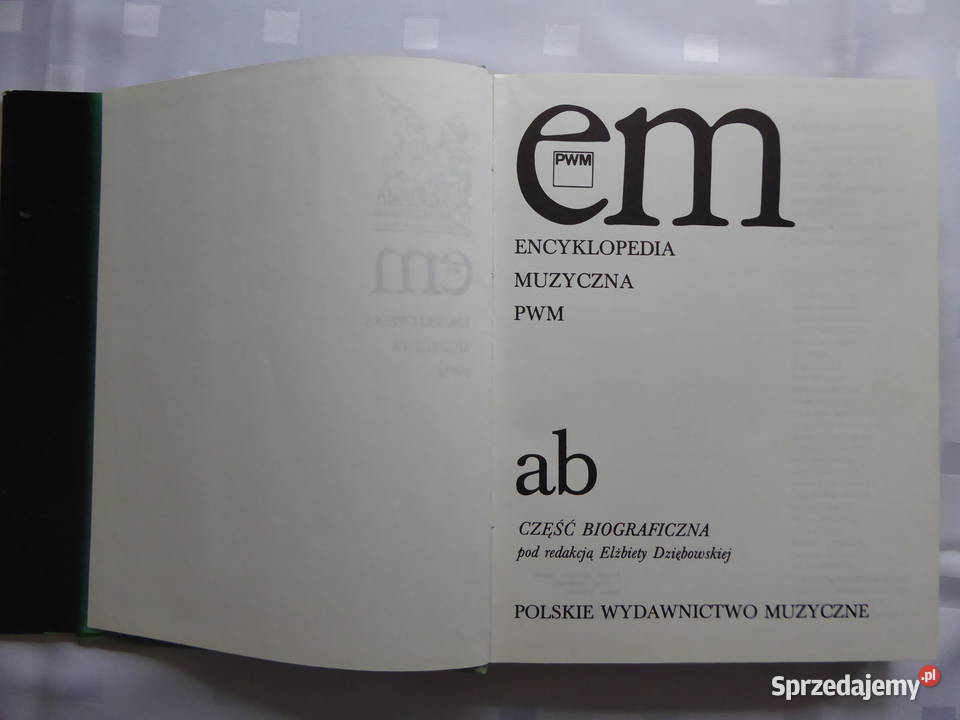 em
PWM
ENCYKLOPEDIA
MUZYCZNA
PWM
ab
CZĘŚĆ BIOGRAFICZNA
pod redakcją Elżbiety Dziębowskiej
POLSKIE WYDAWNICTWO MUZYCZNE
Sprzedajemy.pl